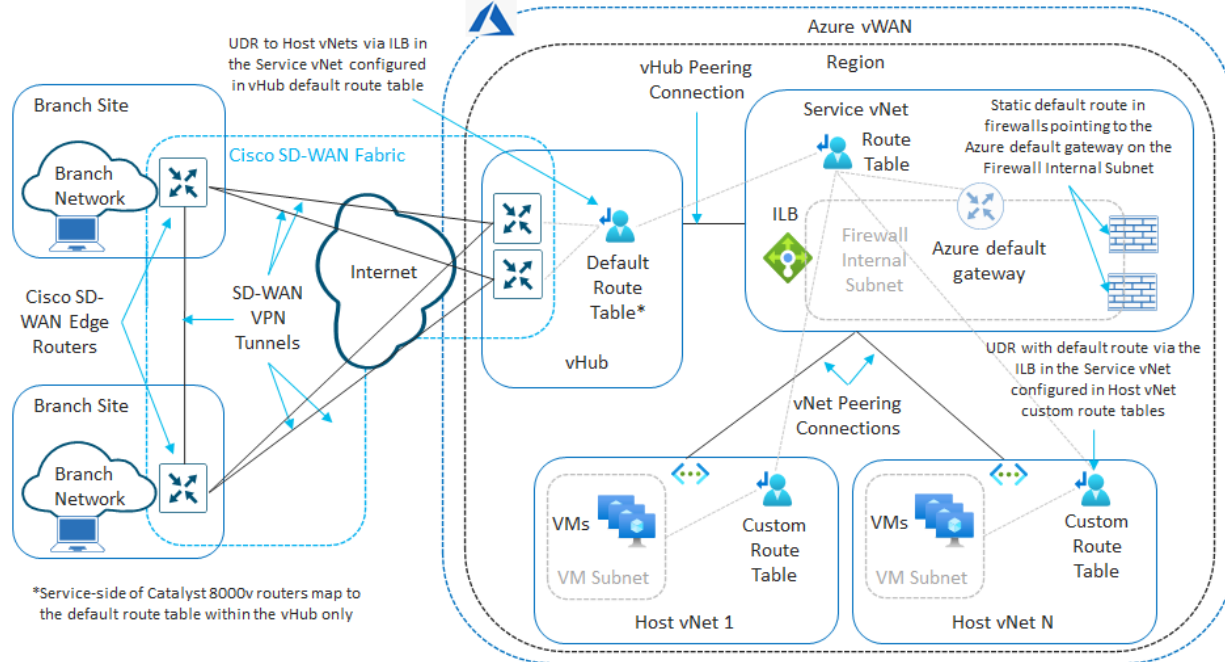 Azure vWAN
Region
UDR to Host vNets via ILB in
the Service vNet configured
in vHub default route table
vHub Peering
Connection
Branch Site
Branch
Network
Cisco SD-WAN Fabric
Service vNet
Route
Table
Static default route in
firewalls pointing to the
Azure default gateway on the
Firewall Internal Subnet
ILB
Firewall
Internal
Subnet
Azure default
gateway
Internet
Default
Route
Table*
vHub
Cisco SD-
WAN Edge
Routers
SD-WAN
VPN
Tunnels
UDR with default route via the
ILB in the Service vNet
configured in Host vNet
custom route tables
vNet Peering
Connections
Branch Site
Branch
Network
VMs
VM Subnet
Custom
Route
Table
Host vNet 1
VMs
VM Subnet
Custom
Route
Table
Host vNet N
*Service-side of Catalyst 8000v routers map to
the default route table within the vHub only